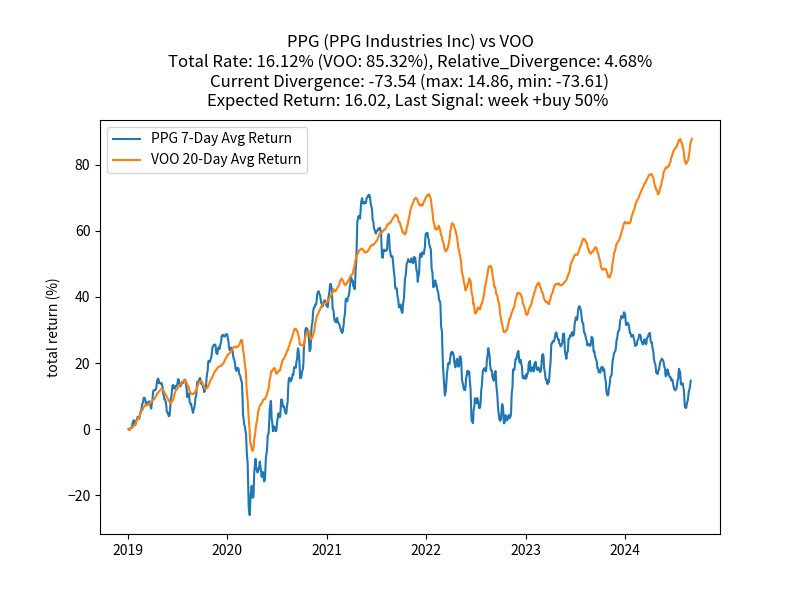 PPG (PPG Industries Inc) vs VOO
Total Rate: 16.12% (VOO: 85.32%), Relative_Divergence: 4.68%
Current Divergence: -73.54 (max: 14.86, min: -73.61)
Expected Return: 16.02, Last Signal: week +buy 50%
PPG 7-Day Avg Return
VOO 20-Day Avg Return
total return (%)
80
60
40
20
0
−20
2019 2020 2021 2022 2023 2024